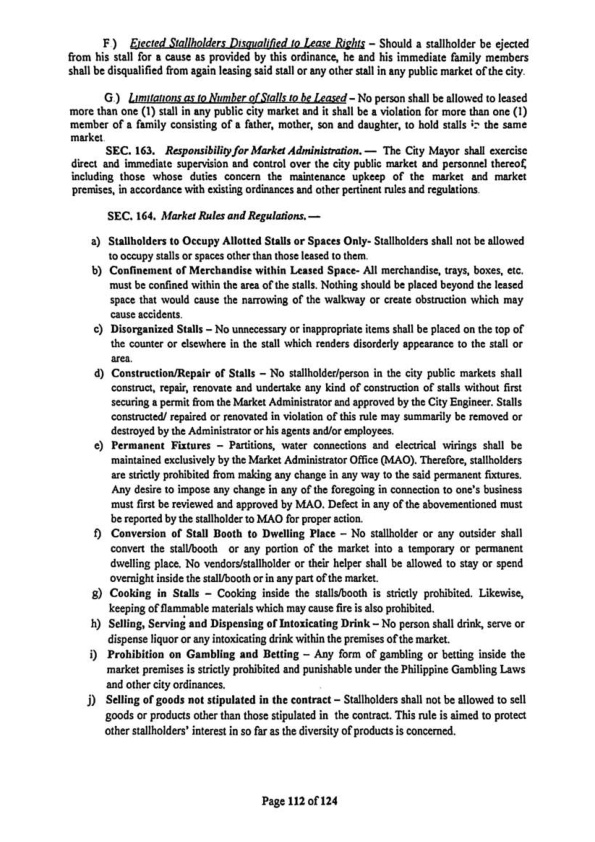 F.) Ejected Stallholders Disqualified to Lease Rights – Should a stallholder be ejected
from his stall for a cause as provided by this ordinance, he and his immediate family members
shall be disqualified from again leasing said stall or any other stall in any public market of the city.
G.) Limitations as to Number of Stalls to be Leased – No person shall be allowed to leased
more than one (1) stall in any public city market and it shall be a violation for more than one (1)
member of a family consisting of a father, mother, son and daughter, to hold stalls in the same
market.
SEC. 163. Responsibility for Market Administration. — The City Mayor shall exercise
direct and immediate supervision and control over the city public market and personnel thereof,
including those whose duties concern the maintenance upkeep of the market and market
premises, in accordance with existing ordinances and other pertinent rules and regulations.
SEC. 164. Market Rules and Regulations. —
a) Stallholders to Occupy Allotted Stalls or Spaces Only- Stallholders shall not be allowed
to occupy stalls or spaces other than those leased to them.
b) Confinement of Merchandise within Leased Space- All merchandise, trays, boxes, etc.
must be confined within the area of the stalls. Nothing should be placed beyond the leased
space that would cause the narrowing of the walkway or create obstruction which may
cause accidents.
c) Disorganized Stalls – No unnecessary or inappropriate items shall be placed on the top of
the counter or elsewhere in the stall which renders disorderly appearance to the stall or
area.
d) Construction/Repair of Stalls – No stallholder/person in the city public markets shall
construct, repair, renovate and undertake any kind of construction of stalls without first
securing a permit from the Market Administrator and approved by the City Engineer. Stalls
constructed/ repaired or renovated in violation of this rule may summarily be removed or
destroyed by the Administrator or his agents and/or employees.
e) Permanent Fixtures – Partitions, water connections and electrical wirings shall be
maintained exclusively by the Market Administrator Office (MAO). Therefore, stallholders
are strictly prohibited from making any change in any way to the said permanent fixtures.
Any desire to impose any change in any of the foregoing in connection to one's business
must first be reviewed and approved by MAO. Defect in any of the abovementioned must
be reported by the stallholder to MAO for proper action.
f) Conversion of Stall Booth to Dwelling Place – No stallholder or any outsider shall
convert the stall/booth or any portion of the market into a temporary or permanent
dwelling place. No vendors/stallholder or their helper shall be allowed to stay or spend
overnight inside the stall/booth or in any part of the market.
g) Cooking in Stalls – Cooking inside the stalls/booth is strictly prohibited. Likewise,
keeping of flammable materials which may cause fire is also prohibited.
h) Selling, Serving and Dispensing of Intoxicating Drink – No person shall drink, serve or
dispense liquor or any intoxicating drink within the premises of the market.
i) Prohibition on Gambling and Betting – Any form of gambling or betting inside the
market premises is strictly prohibited and punishable under the Philippine Gambling Laws
and other city ordinances.
j) Selling of goods not stipulated in the contract – Stallholders shall not be allowed to sell
goods or products other than those stipulated in the contract. This rule is aimed to protect
other stallholders' interest in so far as the diversity of products is concerned.
Page 112 of 124